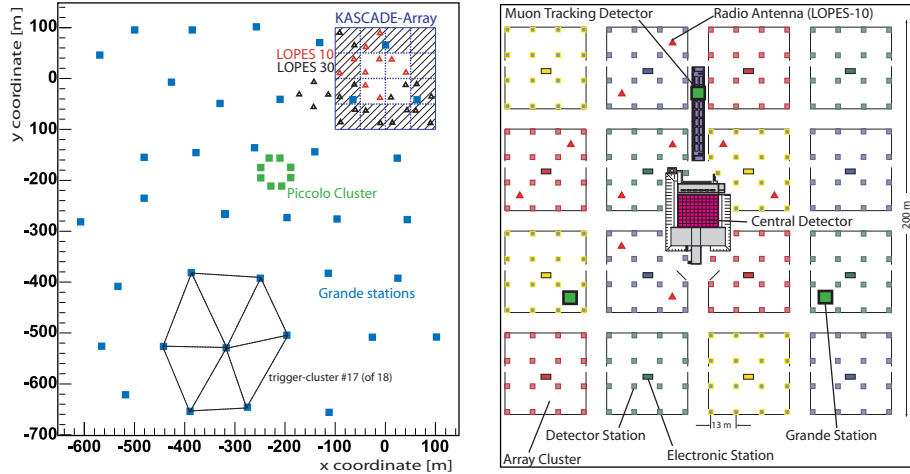 y coordinate [m]
100
0
100
-200
-300
-400
-500
-600
-700
-600
-500
-400
-300
-200
-100
0
100
x coordinate [m]
KASCADE-Array
LOPES 10
LOPES 30
Piccolo Cluster
Grande stations
trigger-cluster #17 (of 18)
Muon Tracking Detector
Radio Antenna (LOPES-10)
Central Detector
200 m
13 m
Detector Station
Grande Station
Array Cluster
Electronic Station